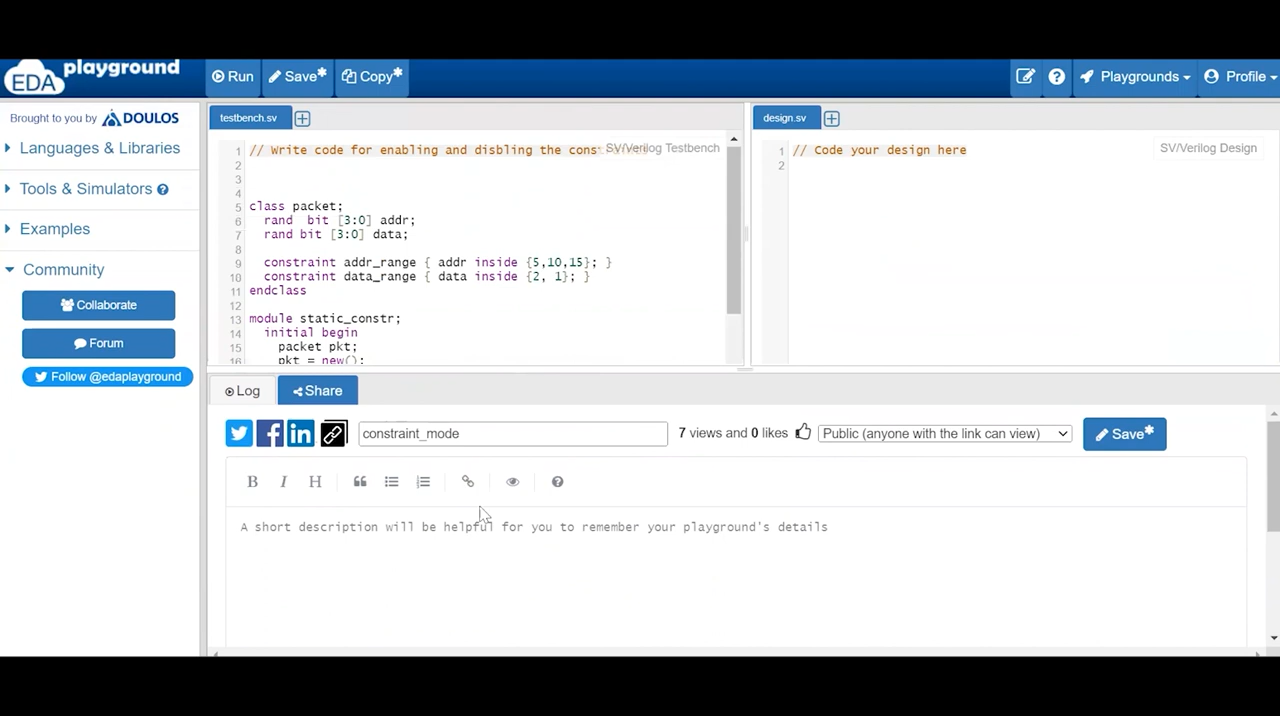 EDA playground
Run
Save*
Copy*
Playgrounds
Profile
Brought to you by DOULOS
Languages & Libraries
Tools & Simulators
Examples
Community
Collaborate
Forum
Follow @edaplayground
testbench.sv
SV/Verilog Testbench
1 // Write code for enabling and disbling the cons
2
3
4
5 class packet;
6 rand  bit [3:0] addr;
7 rand bit [3:0] data;
8
9 constraint addr_range { addr inside {5,10,15}; }
10 constraint data_range { data inside {2, 1}; }
11 endclass
12
13 module static_constr;
14 initial begin
15 packet pkt;
16 pkt = new();
design.sv
SV/Verilog Design
1 // Code your design here
2
Log
Share
constraint_mode
7 views and 0 likes
Public (anyone with the link can view)
Save*
B I H
A short description will be helpful for you to remember your playground's details